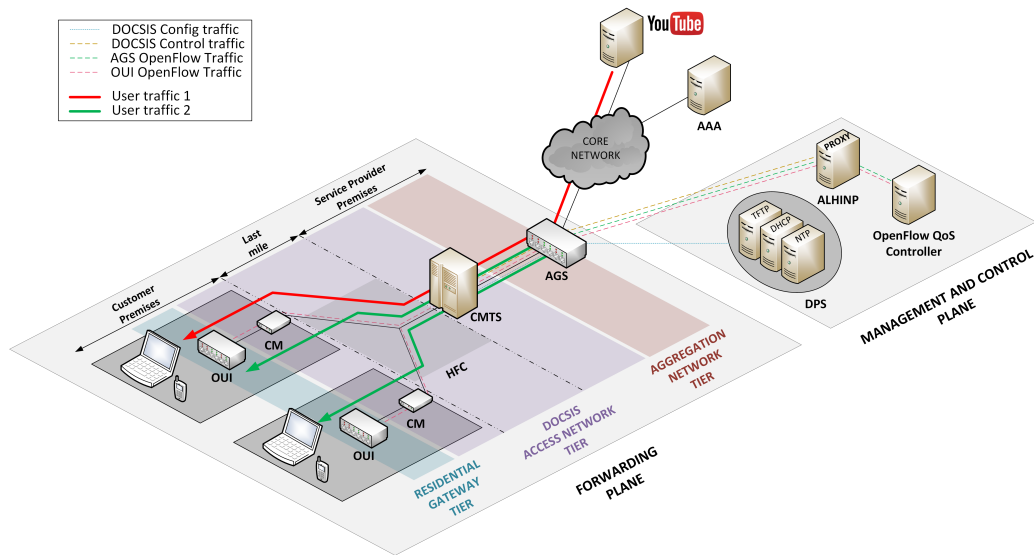 DOCSIS Config traffic
DOCSIS Control traffic
AGS OpenFlow Traffic
OUI OpenFlow Traffic
User traffic 1
User traffic 2
YouTube
AAA
CORE
NETWORK
PROXY
ALHINP
OpenFlow QoS
Controller
TFTP
DHCP
NTP
DPS
MANAGEMENT AND CONTROL
PLANE
Service Provider
Premises
Last
mile
Customer
Premises
AGS
CMTS
CM
OUI
HFC
CM
OUI
AGGREGATION
NETWORK
TIER
DOCSIS
ACCESS NETWORK
TIER
RESIDENTIAL
GATEWAY
TIER
FORWARDING
PLANE